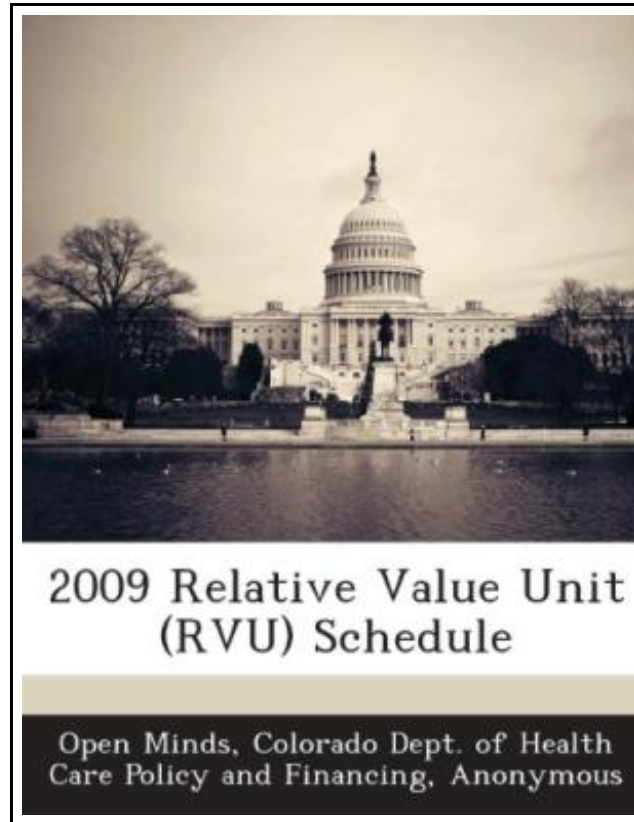 2009 Relative Value Unit
(RVU) Schedule
Open Minds, Colorado Dept. of Health
Care Policy and Financing, Anonymous